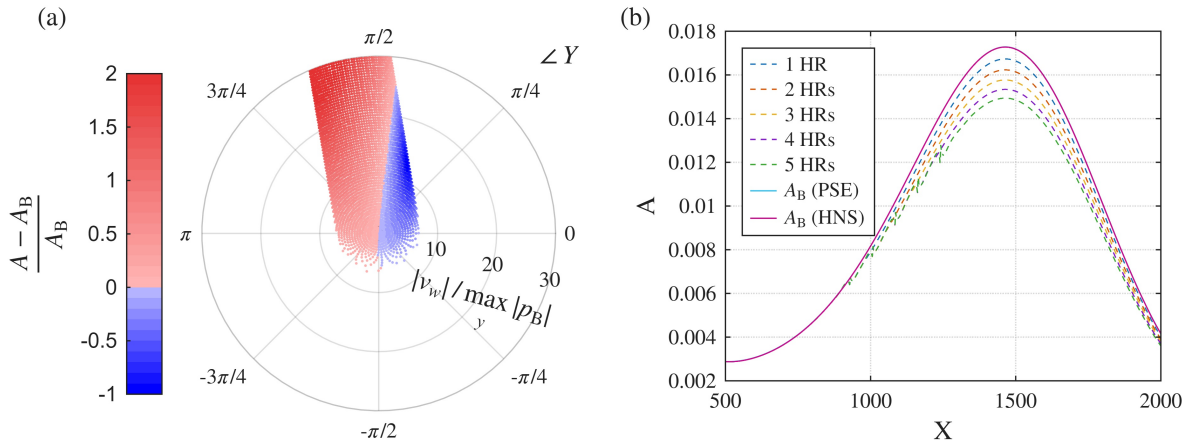 (a)
2
1.5
1
0.5
0
-0.5
-1
A − A_B
A_B
π/2
∠Y
3π/4
π/4
π
0
10
20
30
|v_w| / max |p_B|
y
-3π/4
-π/4
-π/2
(b)
0.018
0.016
0.014
0.012
0.01
0.008
0.006
0.004
0.002
A
1 HR
2 HRs
3 HRs
4 HRs
5 HRs
A_B (PSE)
A_B (HNS)
500
1000
1500
2000
X